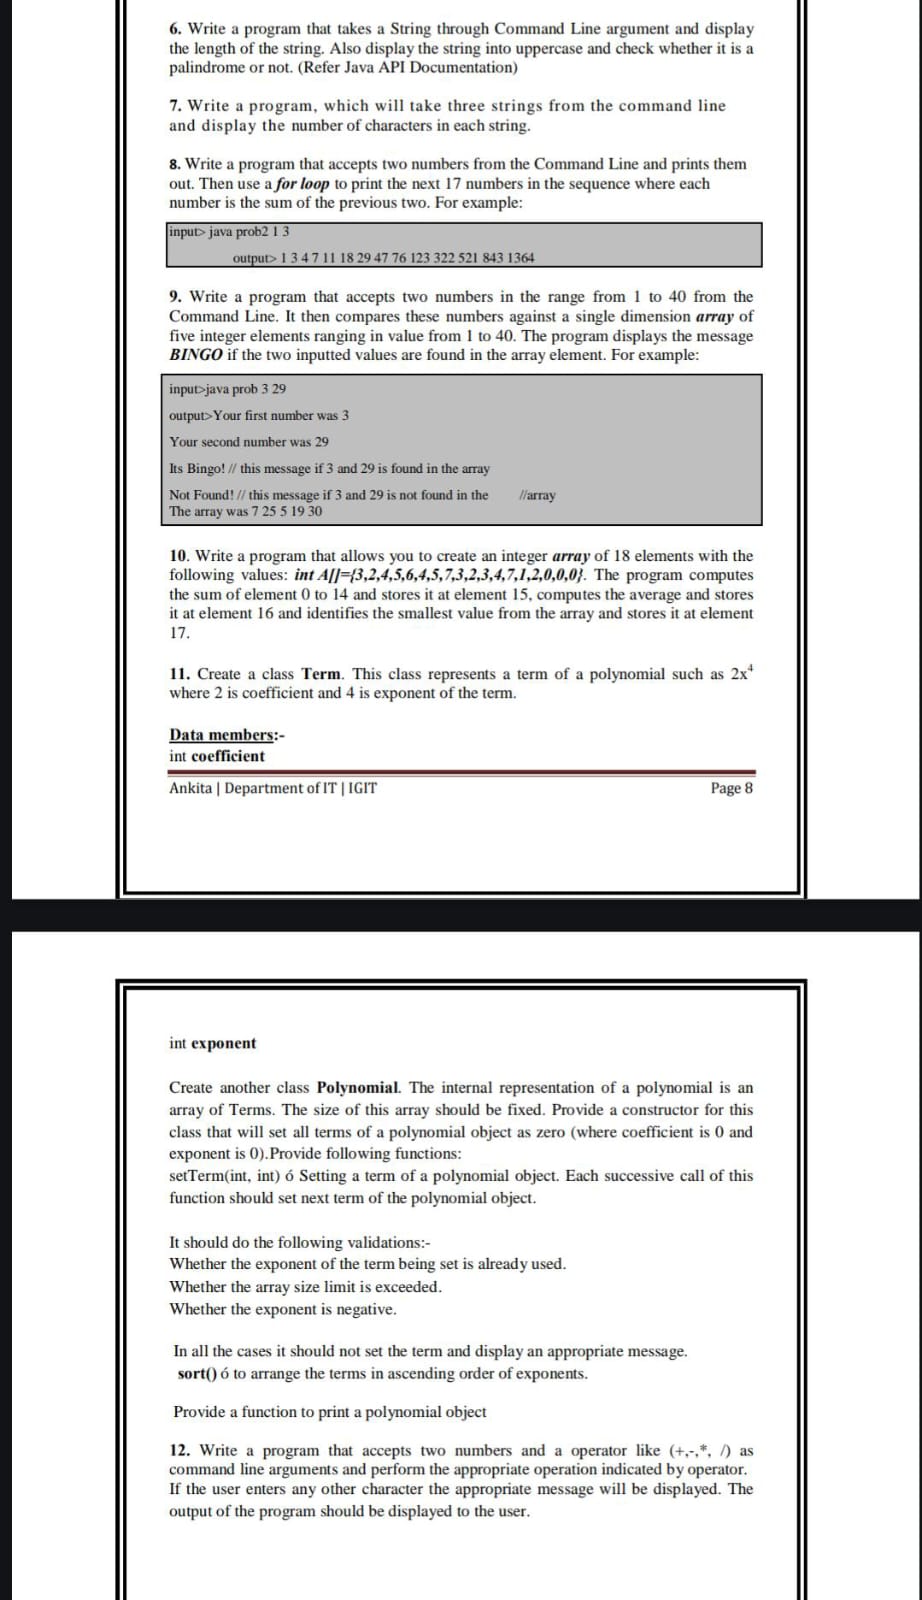 6. Write a program that takes a String through Command Line argument and display
the length of the string. Also display the string into uppercase and check whether it is a
palindrome or not. (Refer Java API Documentation)
7. Write a program, which will take three strings from the command line
and display the number of characters in each string.
8. Write a program that accepts two numbers from the Command Line and prints them
out. Then use a for loop to print the next 17 numbers in the sequence where each
number is the sum of the previous two. For example:
input> java prob2 1 3
output> 1 3 4 7 11 18 29 47 76 123 322 521 843 1364
9. Write a program that accepts two numbers in the range from 1 to 40 from the
Command Line. It then compares these numbers against a single dimension array of
five integer elements ranging in value from 1 to 40. The program displays the message
BINGO if the two inputted values are found in the array element. For example:
input>java prob 3 29
output>Your first number was 3
Your second number was 29
Its Bingo! // this message if 3 and 29 is found in the array
Not Found! // this message if 3 and 29 is not found in the //array
The array was 7 25 5 19 30
10. Write a program that allows you to create an integer array of 18 elements with the
following values: int A[]={3,2,4,5,6,4,5,7,3,2,3,4,7,1,2,0,0,0}. The program computes
the sum of element 0 to 14 and stores it at element 15, computes the average and stores
it at element 16 and identifies the smallest value from the array and stores it at element
17.
11. Create a class Term. This class represents a term of a polynomial such as 2x⁴
where 2 is coefficient and 4 is exponent of the term.
Data members:-
int coefficient
Ankita | Department of IT | IGIT Page 8
int exponent
Create another class Polynomial. The internal representation of a polynomial is an
array of Terms. The size of this array should be fixed. Provide a constructor for this
class that will set all terms of a polynomial object as zero (where coefficient is 0 and
exponent is 0).Provide following functions:
setTerm(int, int) ó Setting a term of a polynomial object. Each successive call of this
function should set next term of the polynomial object.
It should do the following validations:-
Whether the exponent of the term being set is already used.
Whether the array size limit is exceeded.
Whether the exponent is negative.
In all the cases it should not set the term and display an appropriate message.
sort() ó to arrange the terms in ascending order of exponents.
Provide a function to print a polynomial object
12. Write a program that accepts two numbers and a operator like (+,-,*, /) as
command line arguments and perform the appropriate operation indicated by operator.
If the user enters any other character the appropriate message will be displayed. The
output of the program should be displayed to the user.